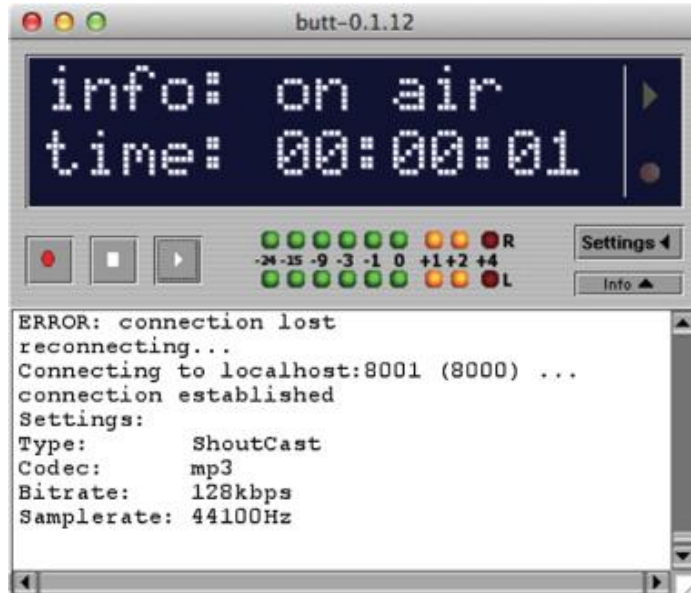 butt-0.1.12
info: on air
time: 00:00:01
R
-24 -15 -9 -3 -1 0 +1 +2 +4
L
Settings
Info
ERROR: connection lost
reconnecting...
Connecting to localhost:8001 (8000) ...
connection established
Settings:
Type: ShoutCast
Codec: mp3
Bitrate: 128kbps
Samplerate: 44100Hz